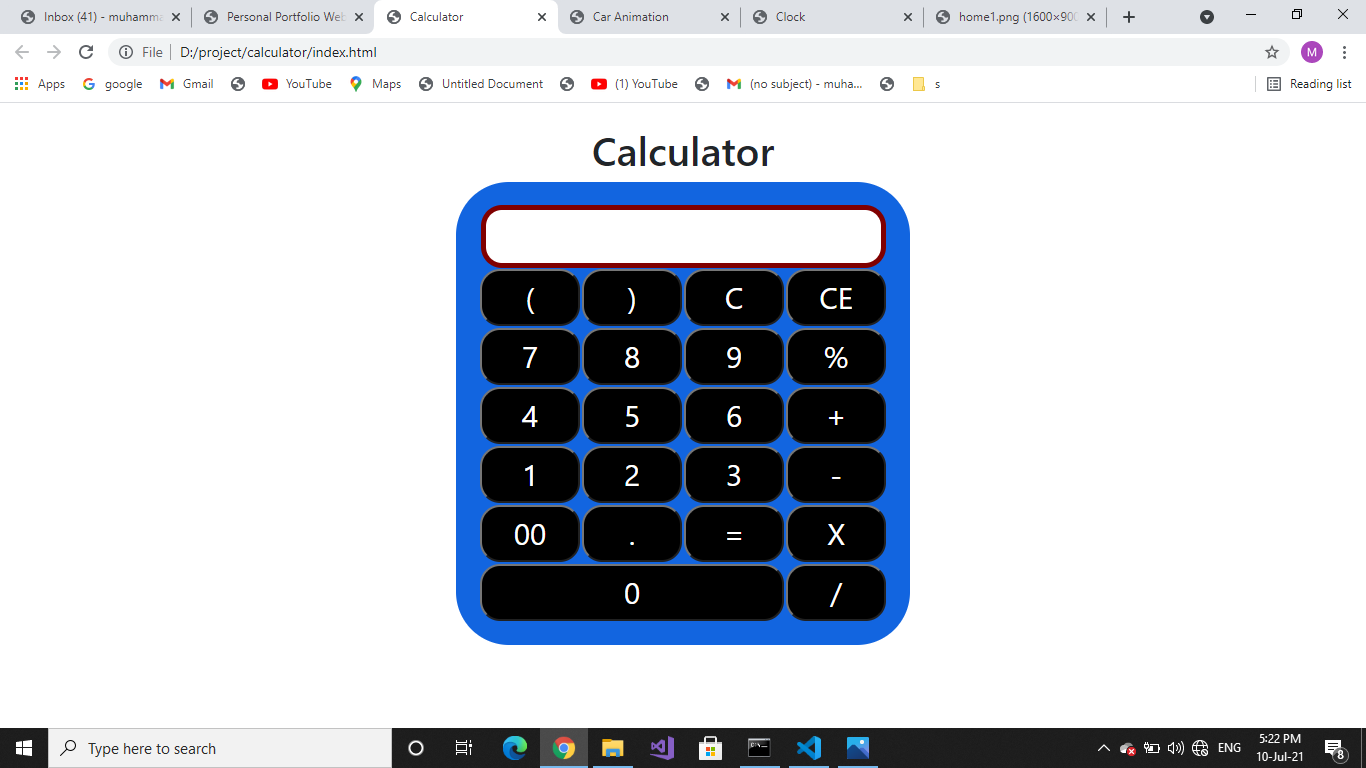 Inbox (41) - muhamma
Personal Portfolio Web
Calculator
Car Animation
Clock
home1.png (1600×900
File
D:/project/calculator/index.html
M
Apps
google
Gmail
YouTube
Maps
Untitled Document
(1) YouTube
(no subject) - muha...
s
Reading list
Calculator
( ) C CE
7 8 9 %
4 5 6 +
1 2 3 -
00 . = X
0 /
Type here to search
ENG
5:22 PM
10-Jul-21
8